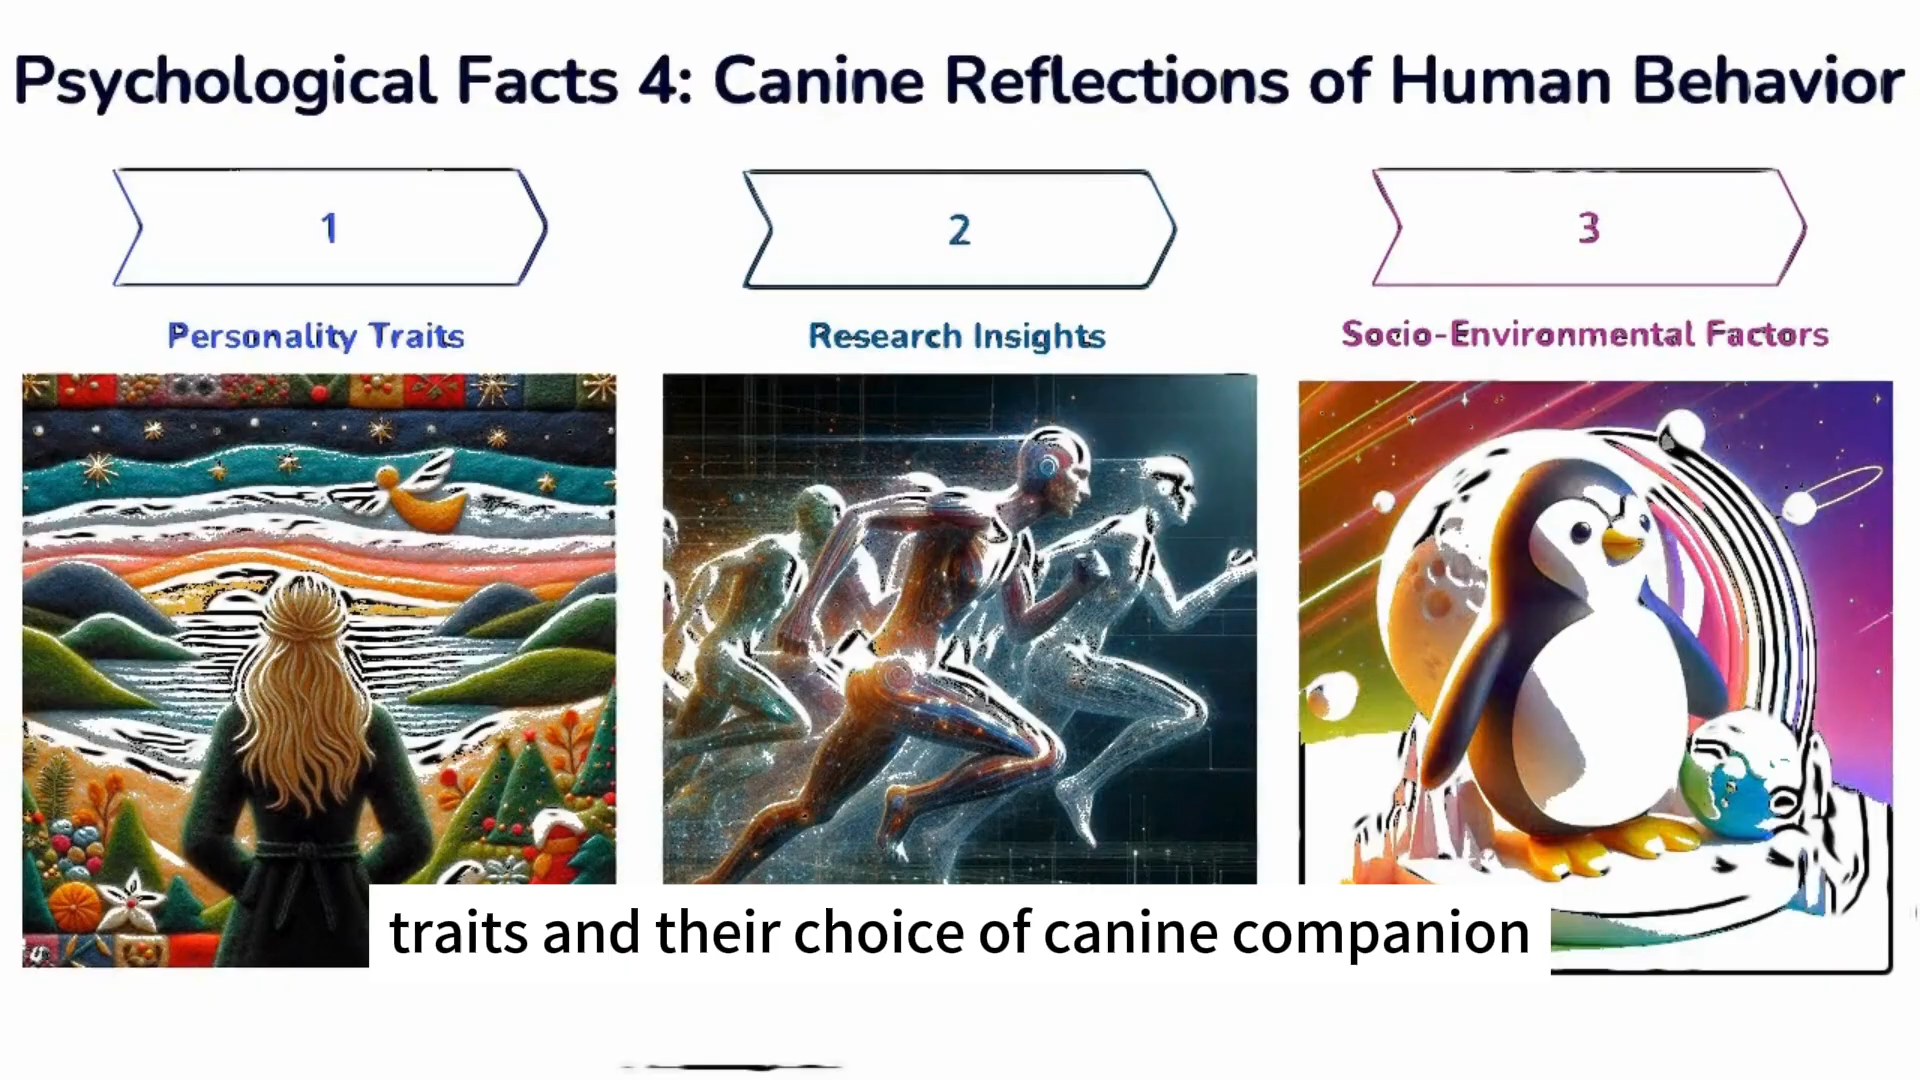 Psychological Facts 4: Canine Reflections of Human Behavior
1
2
3
Personality Traits
Research Insights
Socio-Environmental Factors
traits and their choice of canine companion